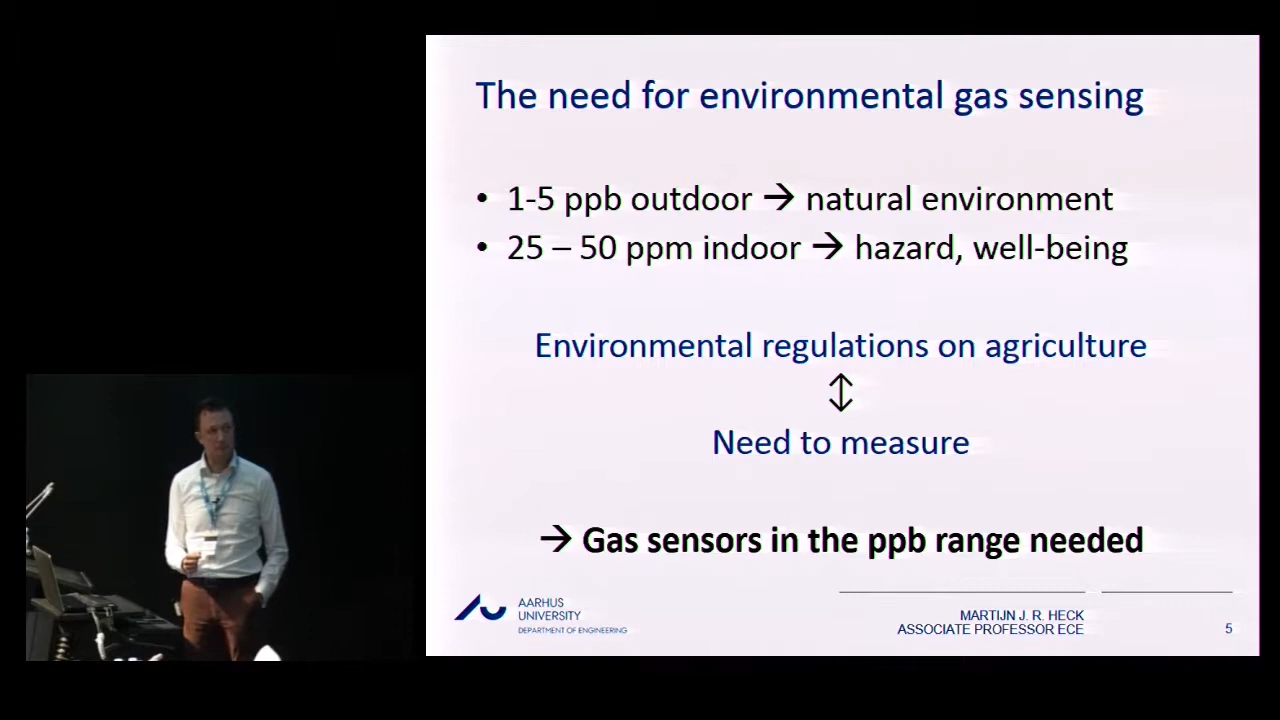 The need for environmental gas sensing
• 1-5 ppb outdoor → natural environment
• 25 – 50 ppm indoor → hazard, well-being
Environmental regulations on agriculture
↕
Need to measure
→ Gas sensors in the ppb range needed
AARHUS
UNIVERSITY
DEPARTMENT OF ENGINEERING
MARTIJN J. R. HECK
ASSOCIATE PROFESSOR ECE
5